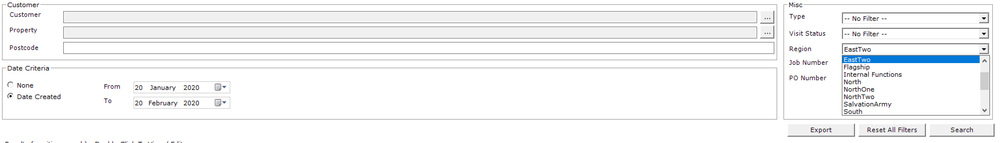 Customer
Customer
...
Property
...
Postcode
Date Criteria
None
Date Created
From
20 January 2020
To
20 February 2020
Misc
Type
-- No Filter --
Visit Status
-- No Filter --
Region
EastTwo
Job Number
PO Number
EastTwo
Flagship
Internal Functions
North
NorthOne
NorthTwo
SalvationArmy
South
Export
Reset All Filters
Search